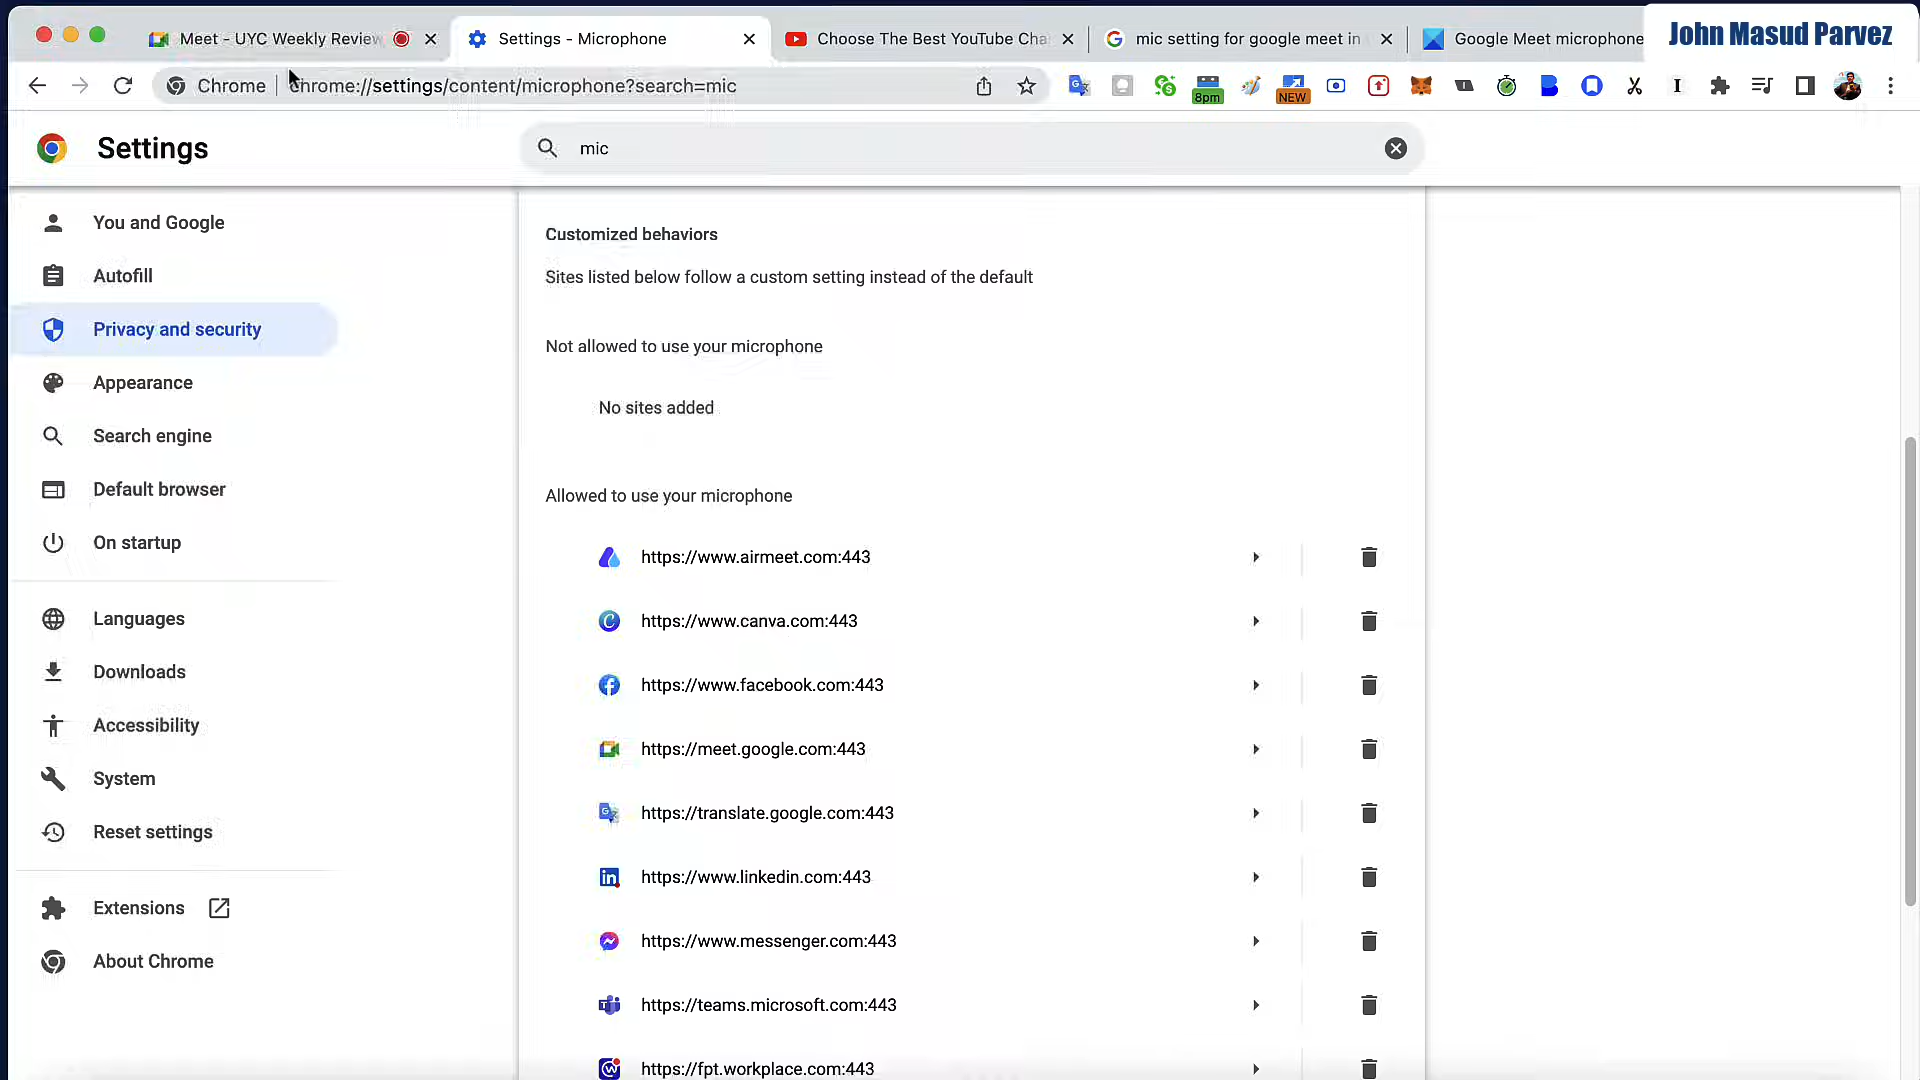 Meet - UYC Weekly Review
Settings - Microphone
Choose The Best YouTube Cha
mic setting for google meet in
Google Meet microphone
John Masud Parvez
Chrome
chrome://settings/content/microphone?search=mic
8pm
NEW
Settings
mic
You and Google
Autofill
Privacy and security
Appearance
Search engine
Default browser
On startup
Languages
Downloads
Accessibility
System
Reset settings
Extensions
About Chrome
Customized behaviors
Sites listed below follow a custom setting instead of the default
Not allowed to use your microphone
No sites added
Allowed to use your microphone
https://www.airmeet.com:443
https://www.canva.com:443
https://www.facebook.com:443
https://meet.google.com:443
https://translate.google.com:443
https://www.linkedin.com:443
https://www.messenger.com:443
https://teams.microsoft.com:443
https://fpt.workplace.com:443